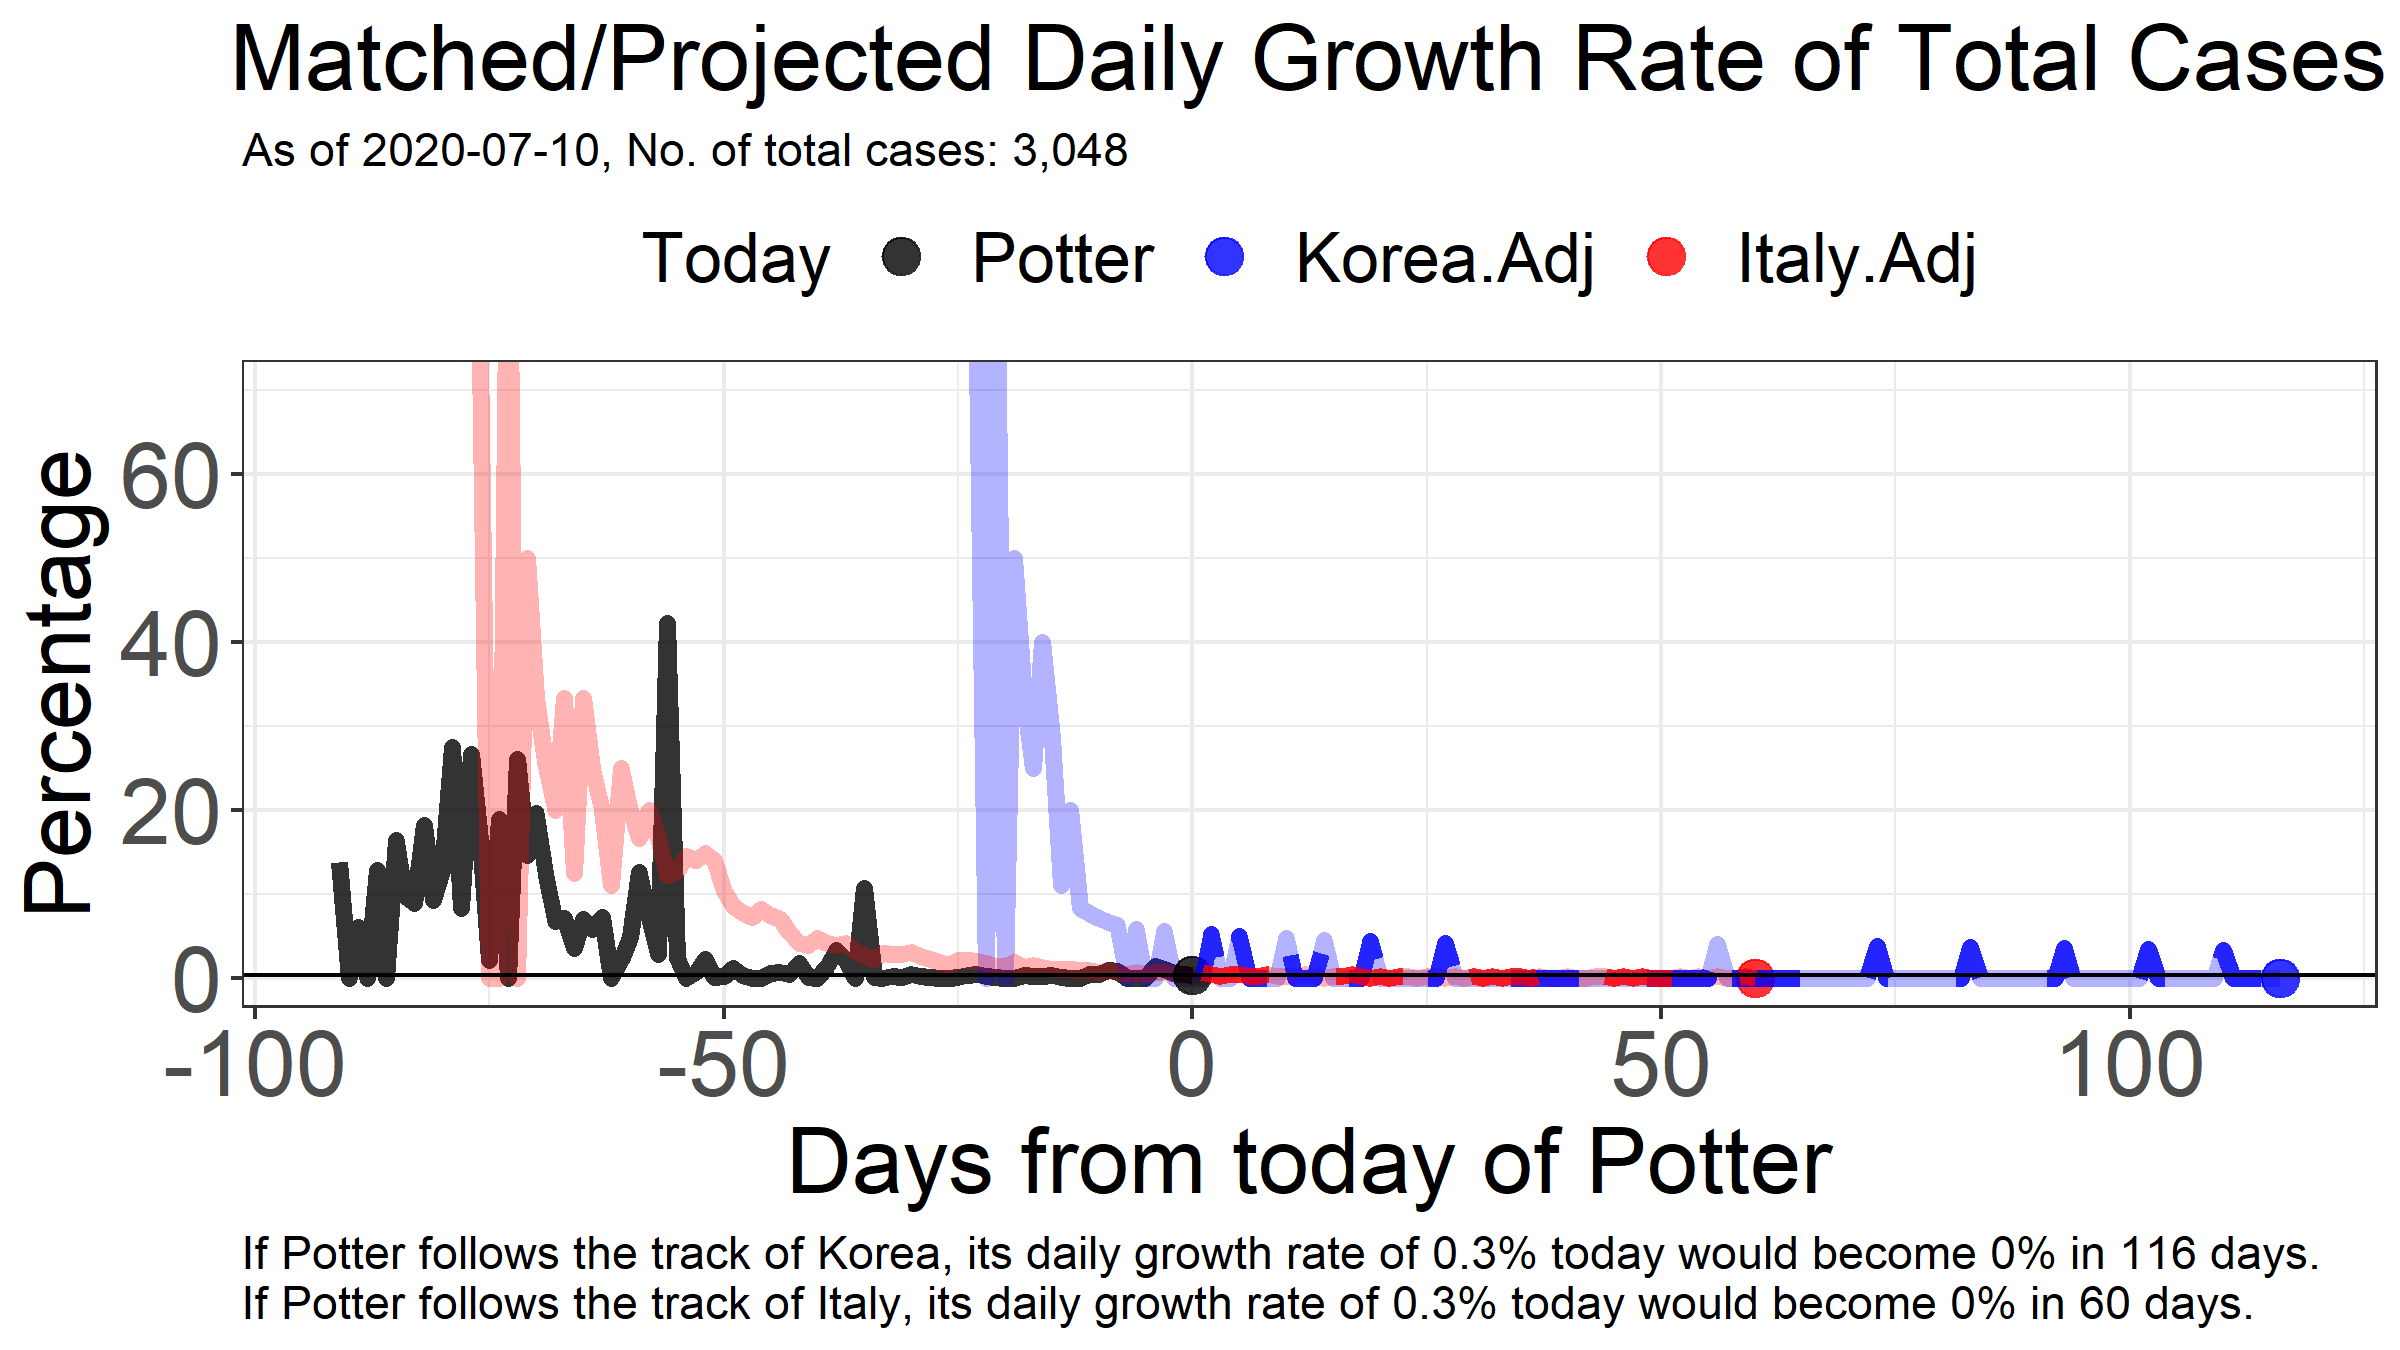 Matched/Projected Daily Growth Rate of Total Cases
As of 2020-07-10, No. of total cases: 3,048
Today Potter Korea.Adj Italy.Adj
Percentage
60
40
20
0
-100 -50 0 50 100
Days from today of Potter
If Potter follows the track of Korea, its daily growth rate of 0.3% today would become 0% in 116 days.
If Potter follows the track of Italy, its daily growth rate of 0.3% today would become 0% in 60 days.